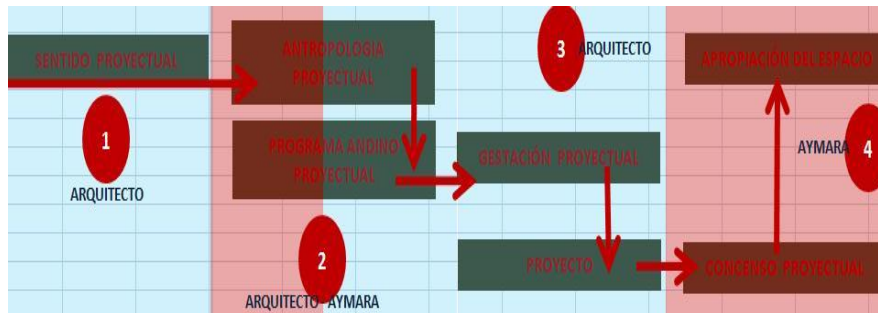 SENTIDO PROYECTUAL
1
ARQUITECTO
ANTROPOLOGIA
PROYECTUAL
PROGRAMA ANDINO
PROYECTUAL
2
ARQUITECTO - AYMARA
3
ARQUITECTO
GESTACIÓN PROYECTUAL
PROYECTO
APROPIACIÓN DEL ESPACIO
AYMARA
4
CONCENSO PROYECTUAL